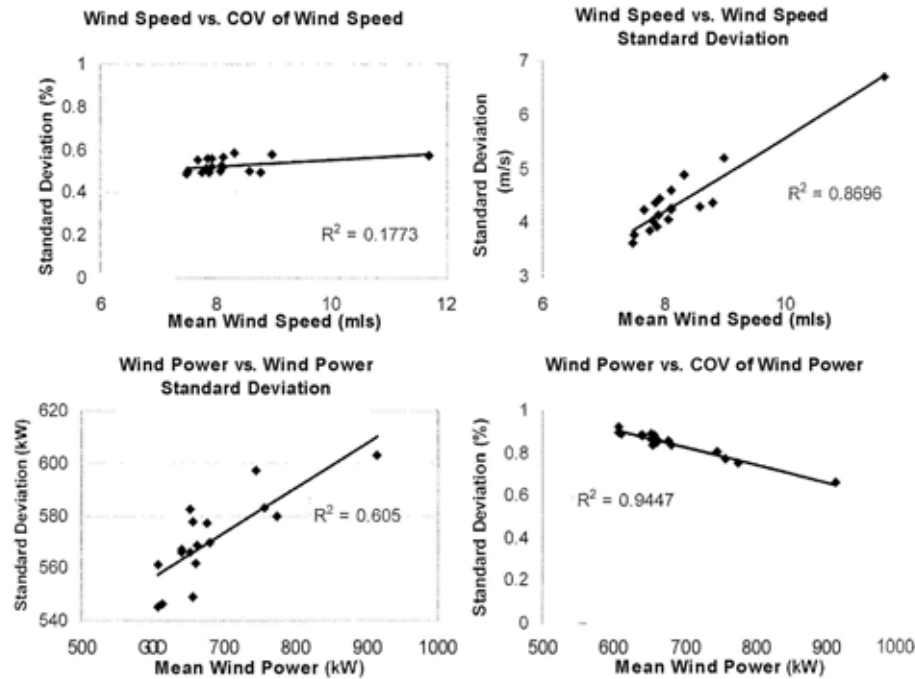 Wind Speed vs. COV of Wind Speed
Standard Deviation (%)
1
0.8
0.6
0.4
0.2
0
R² = 0.1773
6 8 10 12
Mean Wind Speed (mls)
Wind Speed vs. Wind Speed
Standard Deviation
Standard Deviation
(m/s)
7
6
5
4
3
R² = 0.8696
6 8 10
Mean Wind Speed (mls)
Wind Power vs. Wind Power
Standard Deviation
Standard Deviation (kW)
620
600
580
560
540
R² = 0.605
500 700 800 900 1000
Mean Wind Power (kW)
Wind Power vs. COV of Wind Power
Standard Deviation (%)
1
0.8
0.6
0.4
0.2
0
R² = 0.9447
500 600 700 800 900 1000
Mean Wind Power (kW)